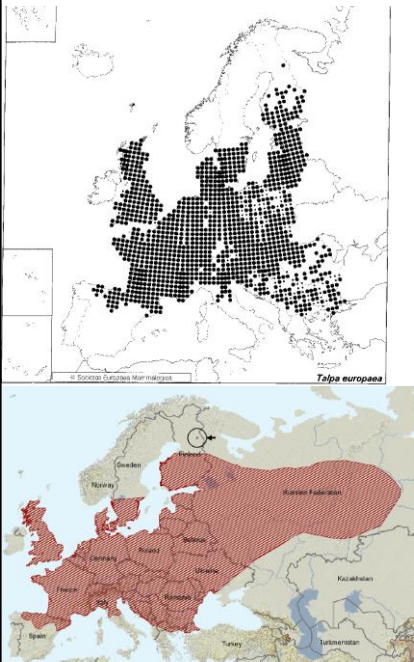 © Societas Europaea Mammalogica
Talpa europaea
Finland
Sweden
Norway
Russian Federation
Germany
Poland
Belarus
Ukraine
France
Romania
Kazakhstan
Spain
Turkey
Turkmenistan